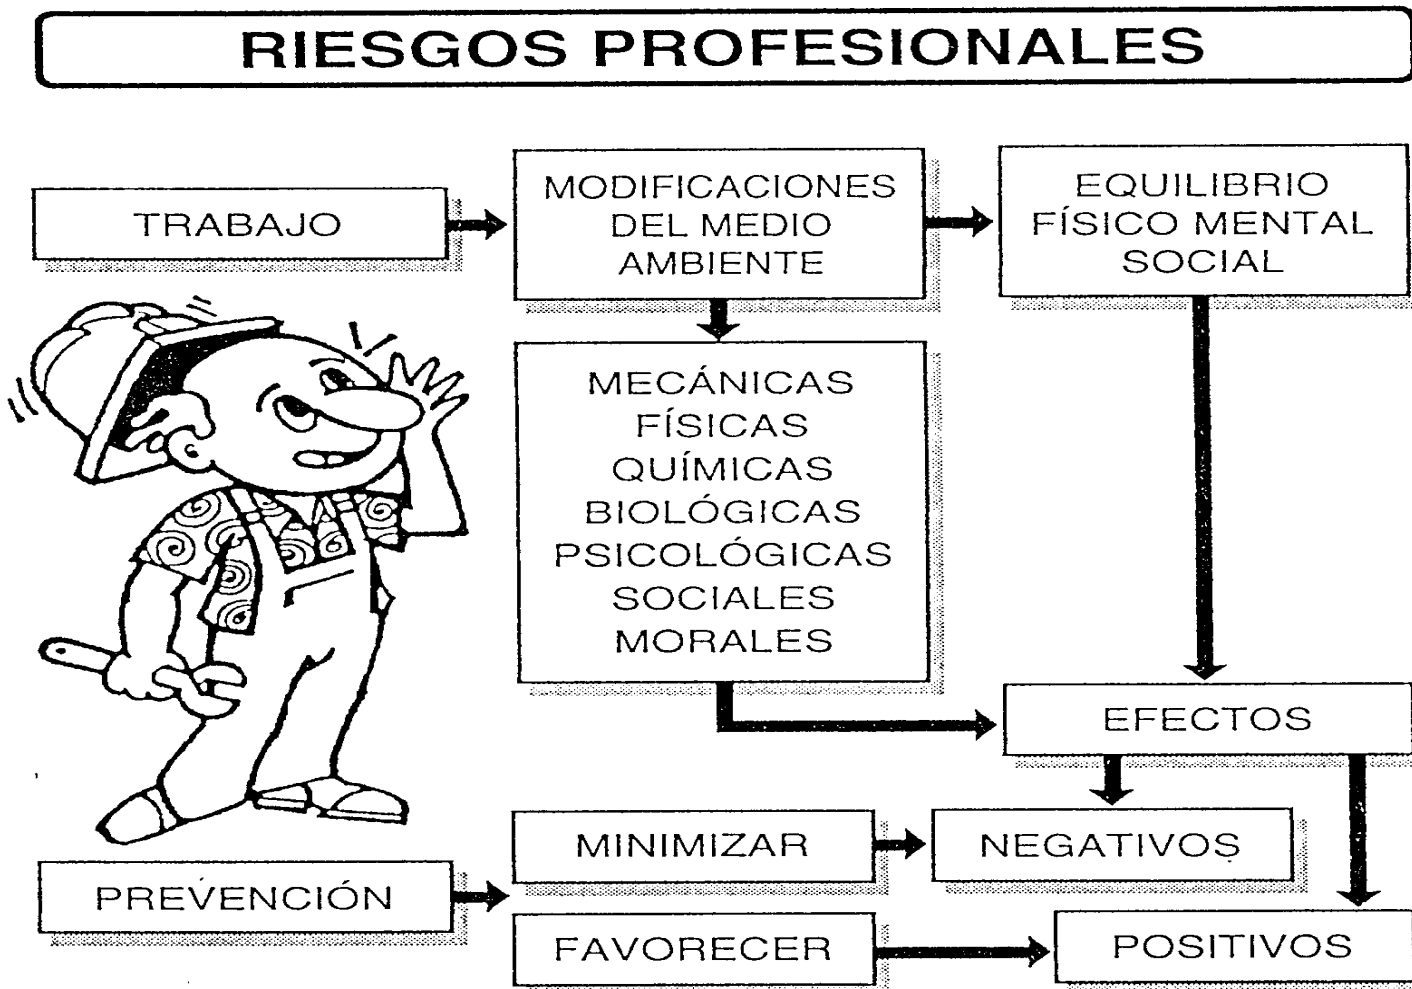 RIESGOS PROFESIONALES
TRABAJO
MODIFICACIONES
DEL MEDIO
AMBIENTE
EQUILIBRIO
FÍSICO MENTAL
SOCIAL
MECÁNICAS
FÍSICAS
QUÍMICAS
BIOLÓGICAS
PSICOLÓGICAS
SOCIALES
MORALES
EFECTOS
MINIMIZAR
NEGATIVOS
PREVENCIÓN
FAVORECER
POSITIVOS